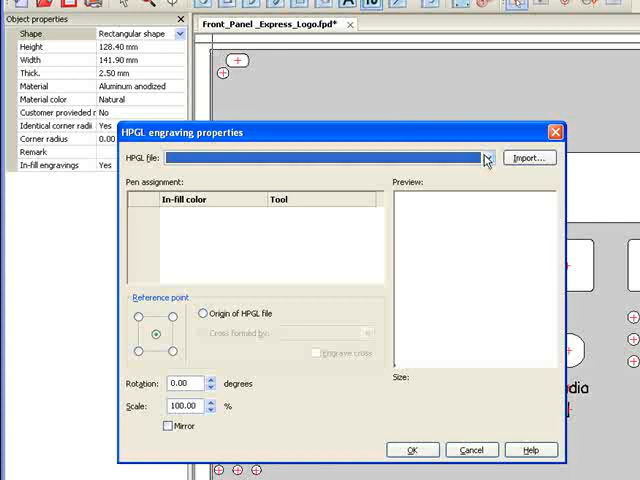 Object properties
Front_Panel _Express_Logo.fpd*
Shape Rectangular shape
Height 128.40 mm
Width 141.90 mm
Thick. 2.50 mm
Material Aluminum anodized
Material color Natural
Customer provieded r No
Identical corner radii Yes
Corner radius 0.00
Remark
In-fill engravings Yes
HPGL engraving properties
HPGL file:
Import...
Pen assignment:
Preview:
In-fill color Tool
Reference point
Origin of HPGL file
Cross formed by:
Engrave cross
Size:
Rotation: 0.00 degrees
Scale: 100.00 %
Mirror
OK Cancel Help
dia